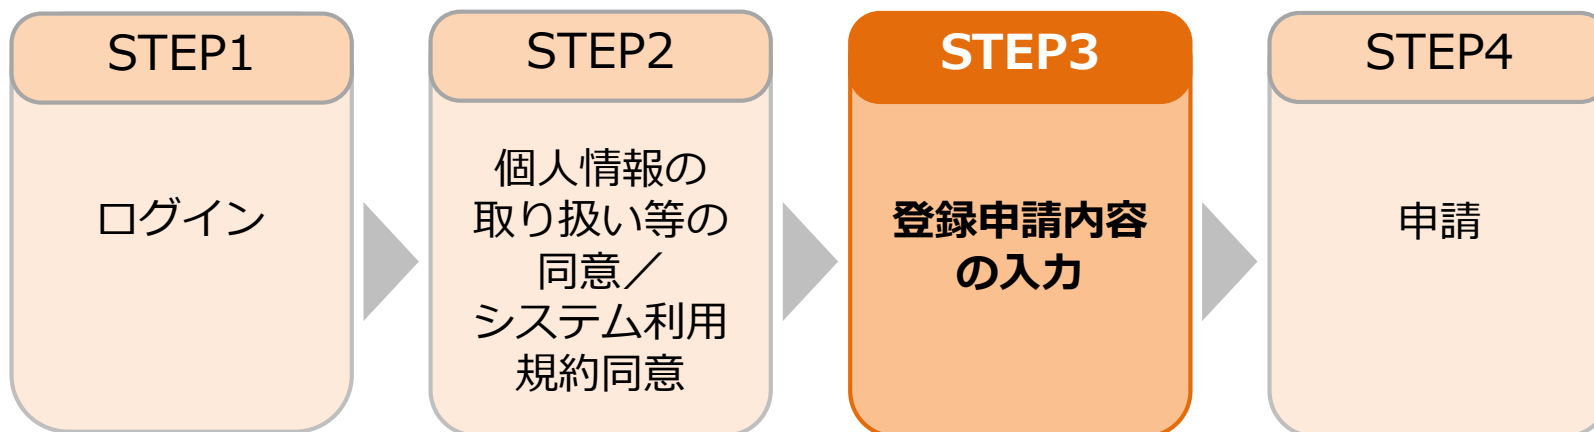 STEP1
ログイン
STEP2
個人情報の
取り扱い等の
同意／
システム利用
規約同意
STEP3
登録申請内容
の入力
STEP4
申請